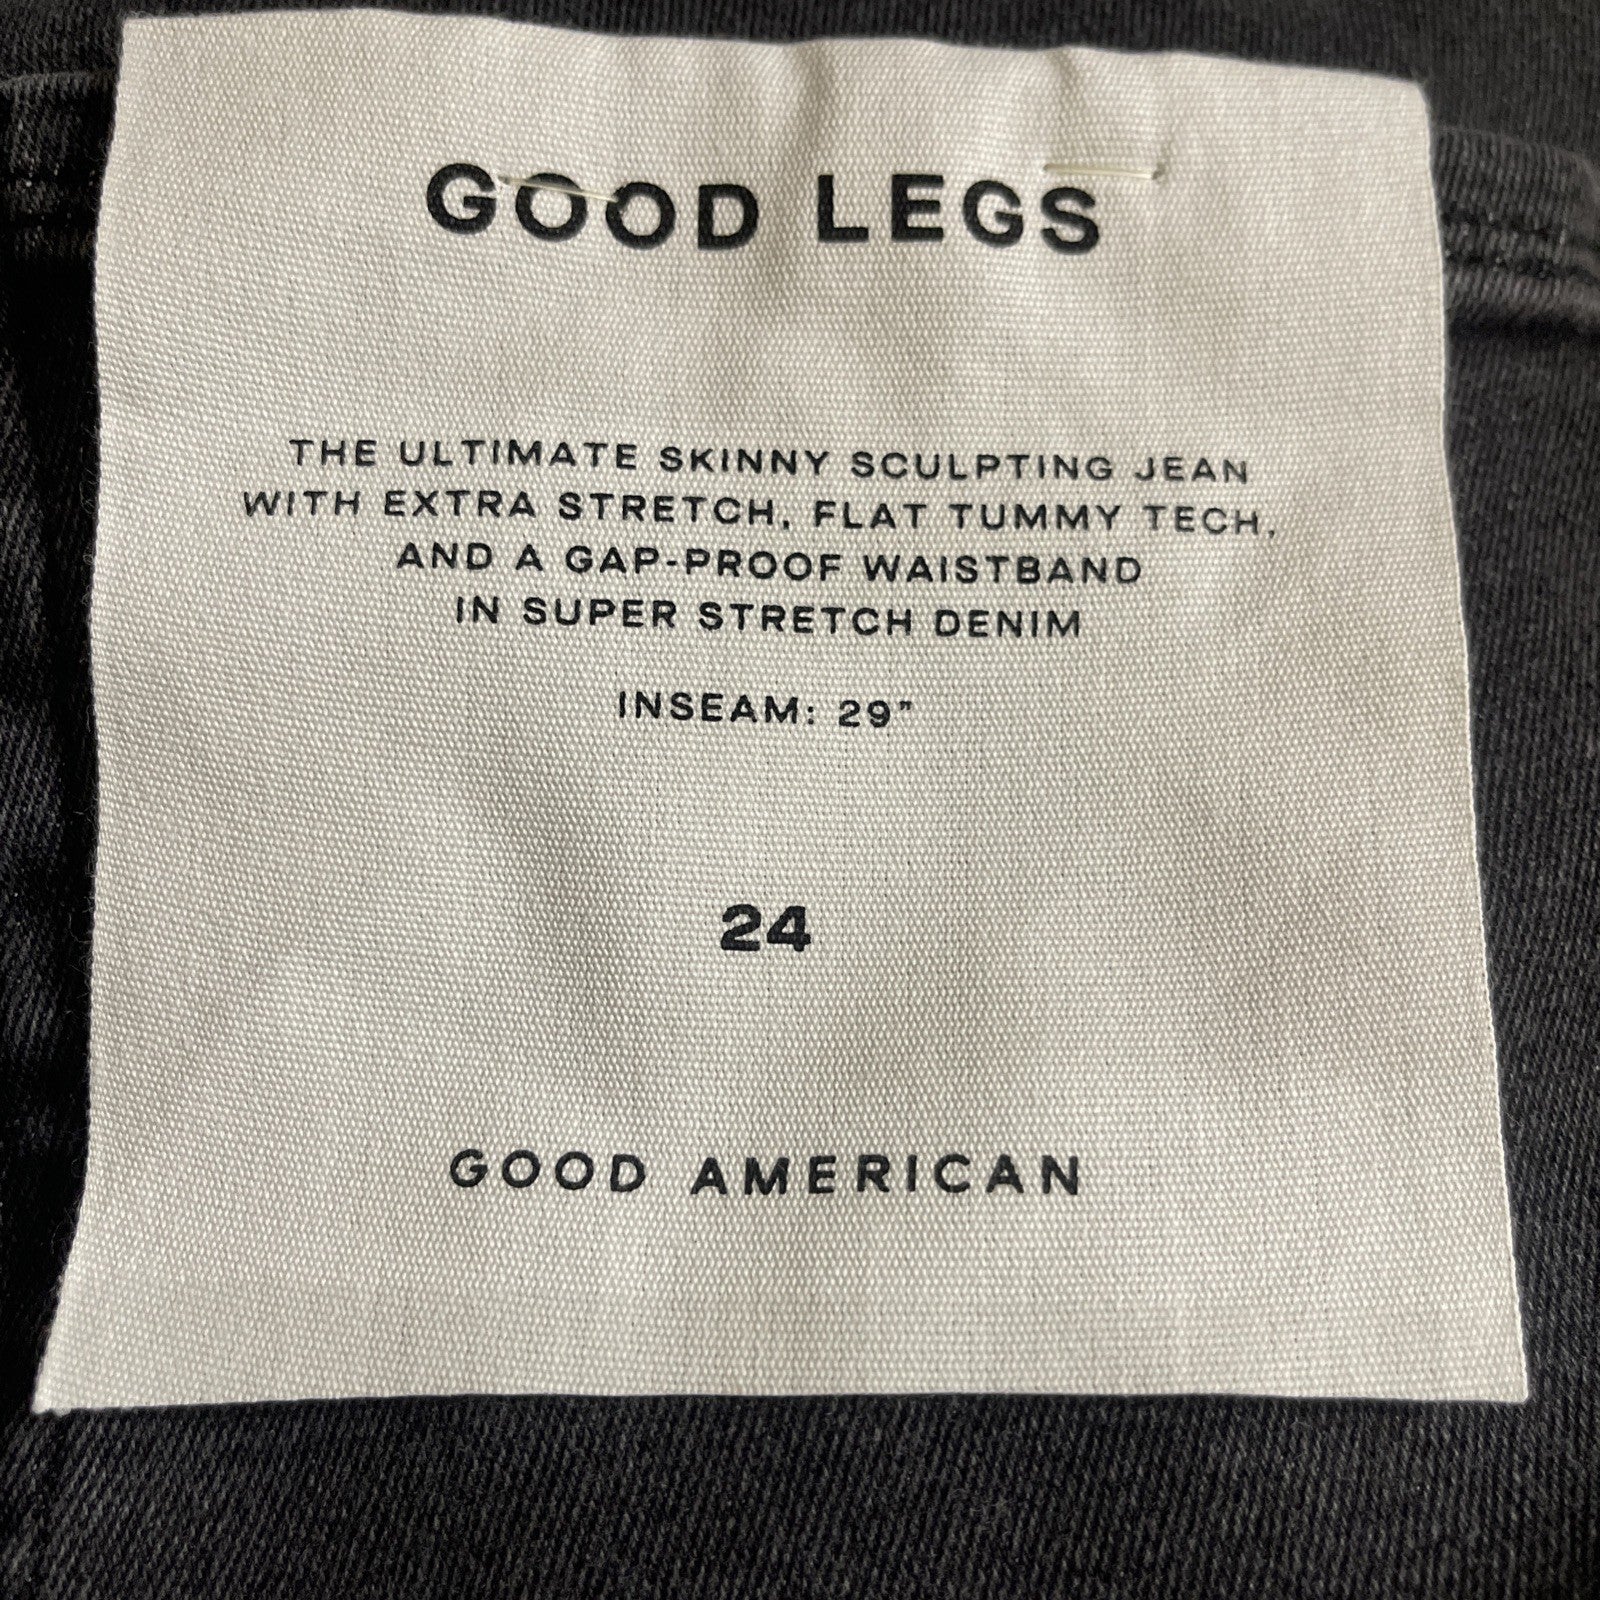 GOOD LEGS
THE ULTIMATE SKINNY SCULPTING JEAN
WITH EXTRA STRETCH, FLAT TUMMY TECH,
AND A GAP-PROOF WAISTBAND
IN SUPER STRETCH DENIM
INSEAM: 29"
24
GOOD AMERICAN